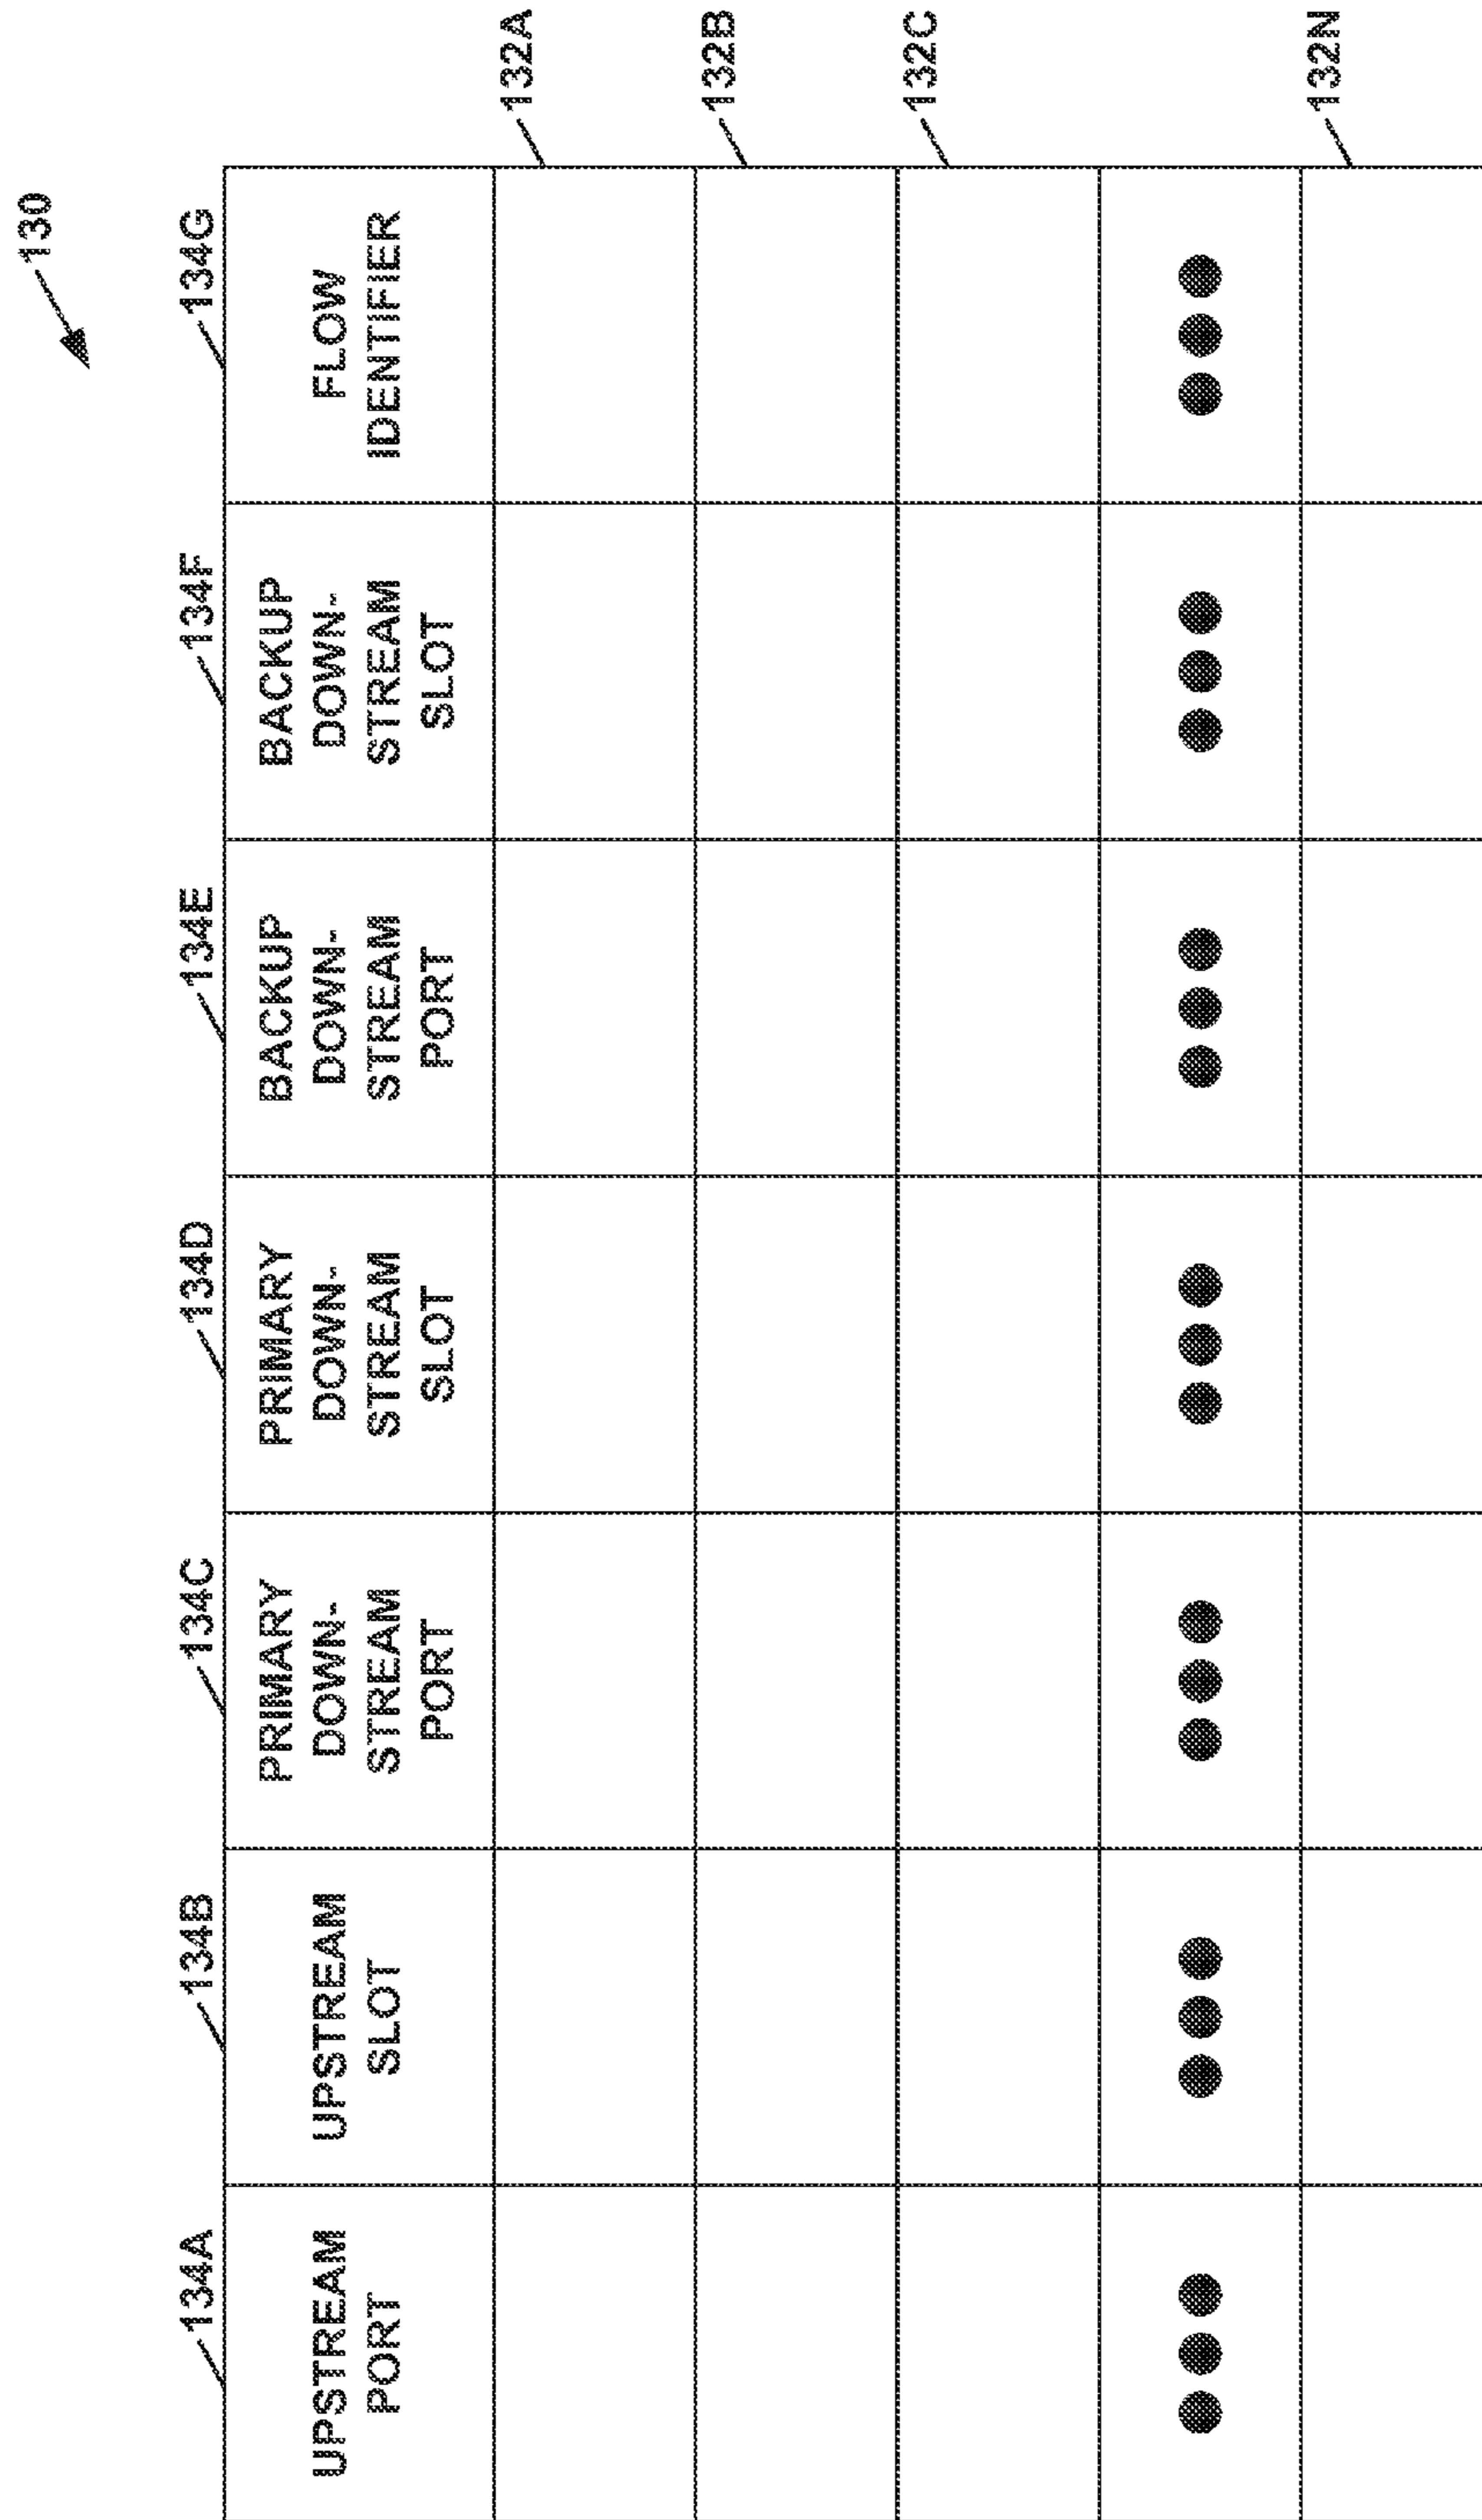 130
134A
134B
134C
134D
134E
134F
134G
UPSTREAM
PORT
UPSTREAM
SLOT
PRIMARY
DOWN-
STREAM
PORT
PRIMARY
DOWN-
STREAM
SLOT
BACKUP
DOWN-
STREAM
PORT
BACKUP
DOWN-
STREAM
SLOT
FLOW
IDENTIFIER
132A
132B
132C
132N